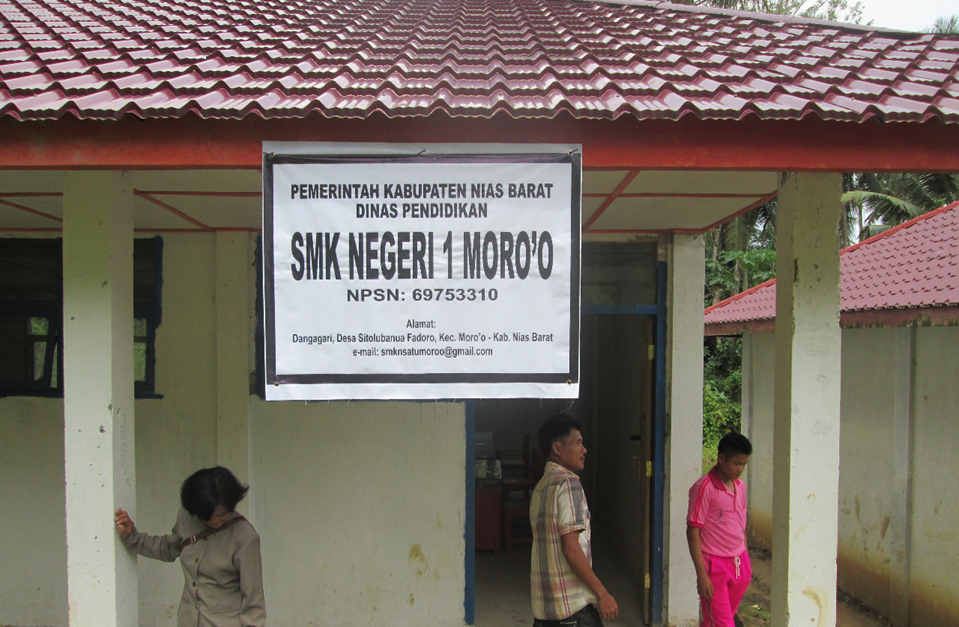 PEMERINTAH KABUPATEN NIAS BARAT
DINAS PENDIDIKAN
SMK NEGERI 1 MORO'O
NPSN: 69753310
Alamat:
Dangagari, Desa Sitolubanua Fadoro, Kec. Moro'o - Kab. Nias Barat
e-mail: smknsatumoroo@gmail.com